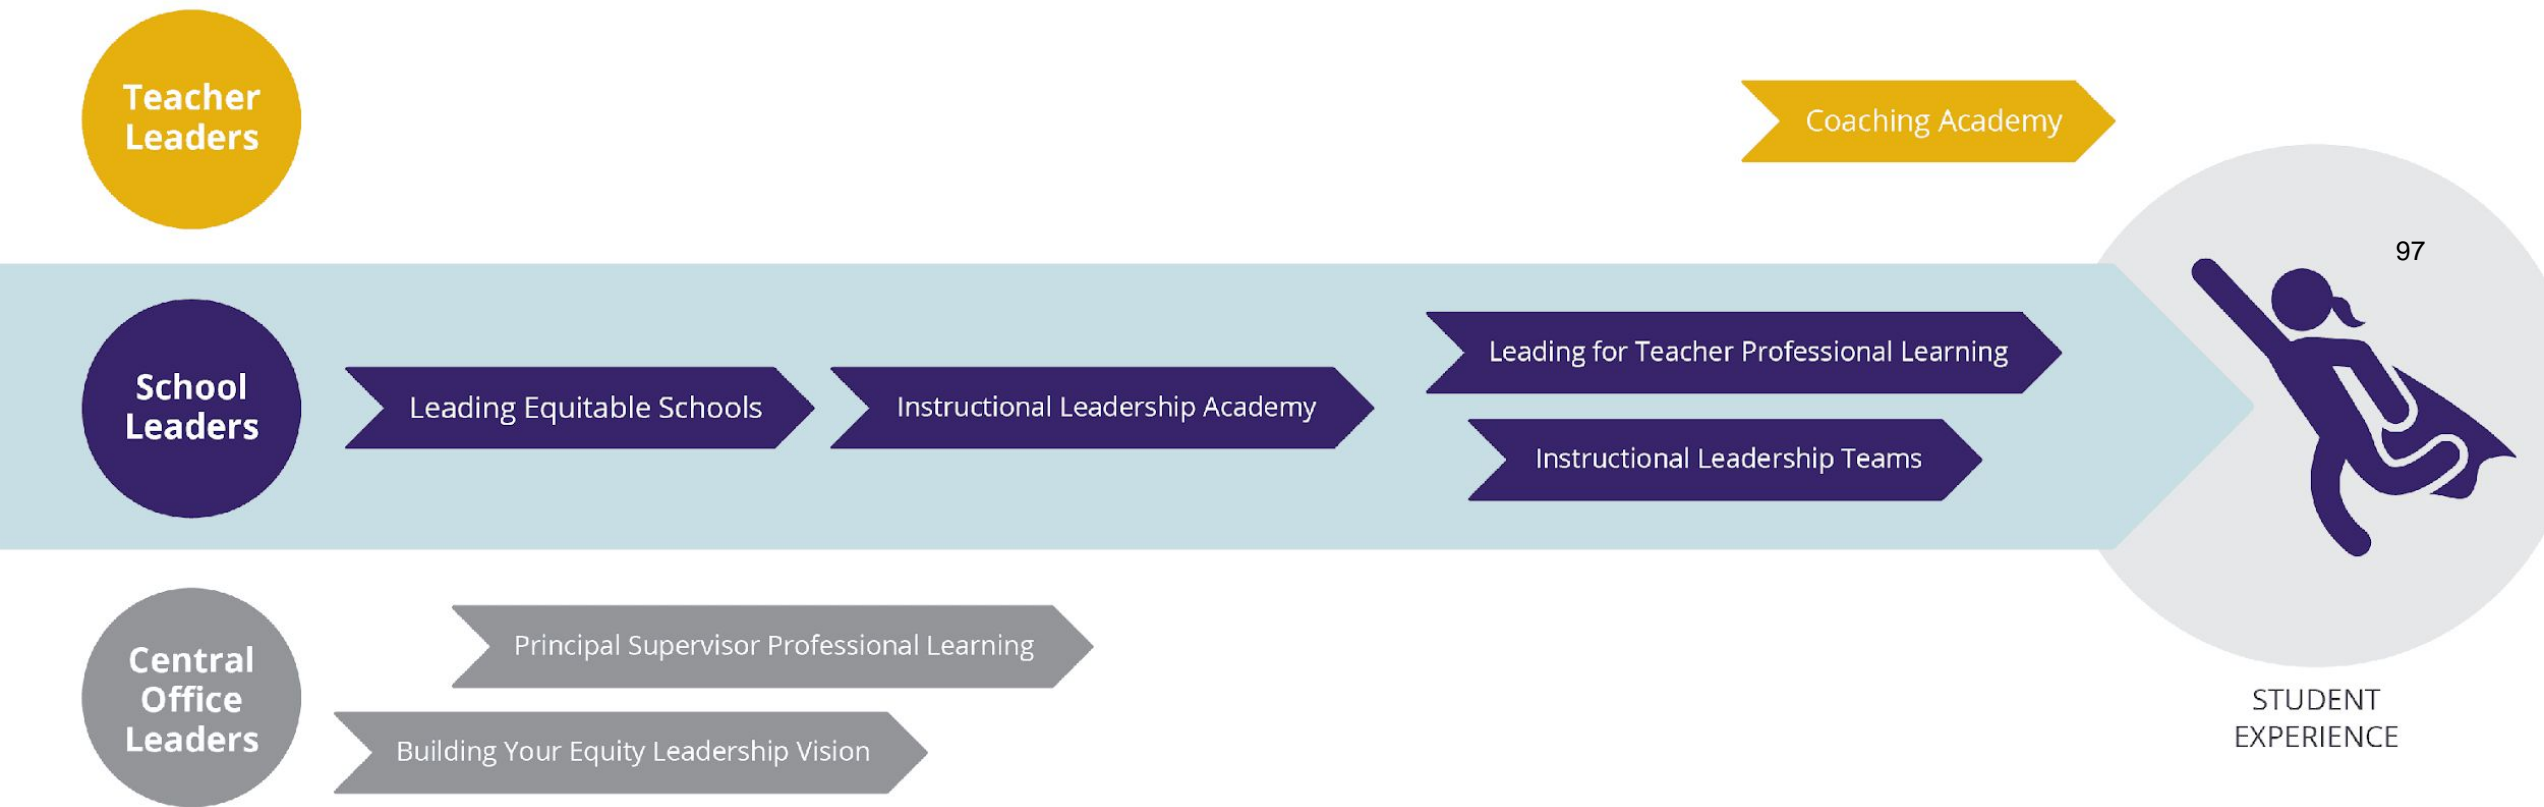 Teacher
Leaders
Coaching Academy
97
School
Leaders
Leading Equitable Schools
Instructional Leadership Academy
Leading for Teacher Professional Learning
Instructional Leadership Teams
Central
Office
Leaders
Principal Supervisor Professional Learning
Building Your Equity Leadership Vision
STUDENT
EXPERIENCE